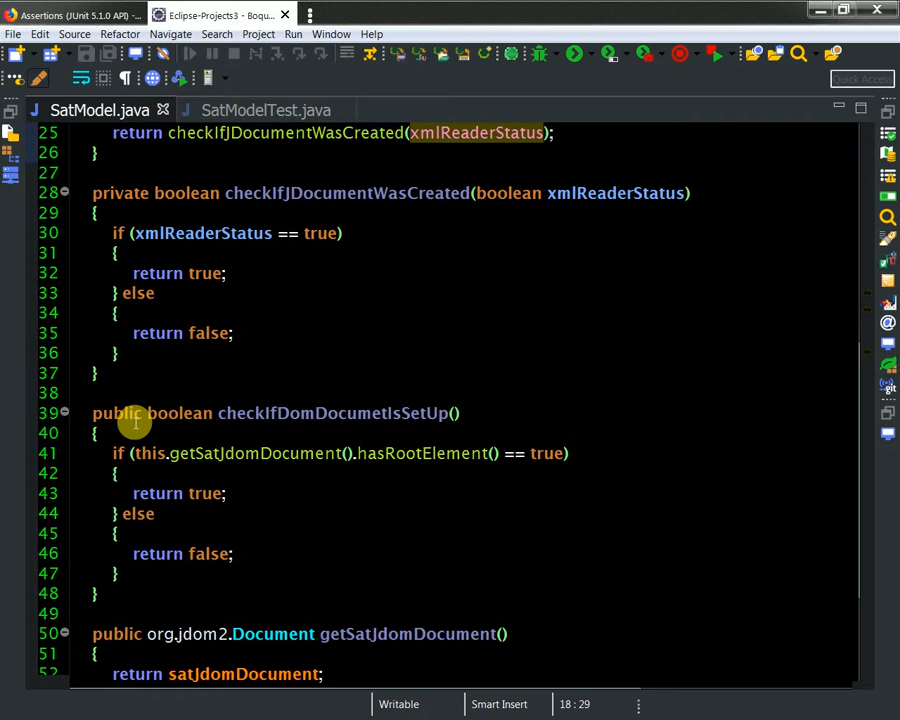 Assertions (JUnit 5.1.0 API) -...
Eclipse-Projects3 - Boqu...
File Edit Source Refactor Navigate Search Project Run Window Help
Quick Access
SatModel.java
SatModelTest.java
25 return checkIfJDocumentWasCreated(xmlReaderStatus);
26 }
27
28 private boolean checkIfJDocumentWasCreated(boolean xmlReaderStatus)
29 {
30 if (xmlReaderStatus == true)
31 {
32 return true;
33 } else
34 {
35 return false;
36 }
37 }
38
39 public boolean checkIfDomDocumetIsSetUp()
40 {
41 if (this.getSatJdomDocument().hasRootElement() == true)
42 {
43 return true;
44 } else
45 {
46 return false;
47 }
48 }
49
50 public org.jdom2.Document getSatJdomDocument()
51 {
52 return satJdomDocument;
Writable Smart Insert 18 : 29